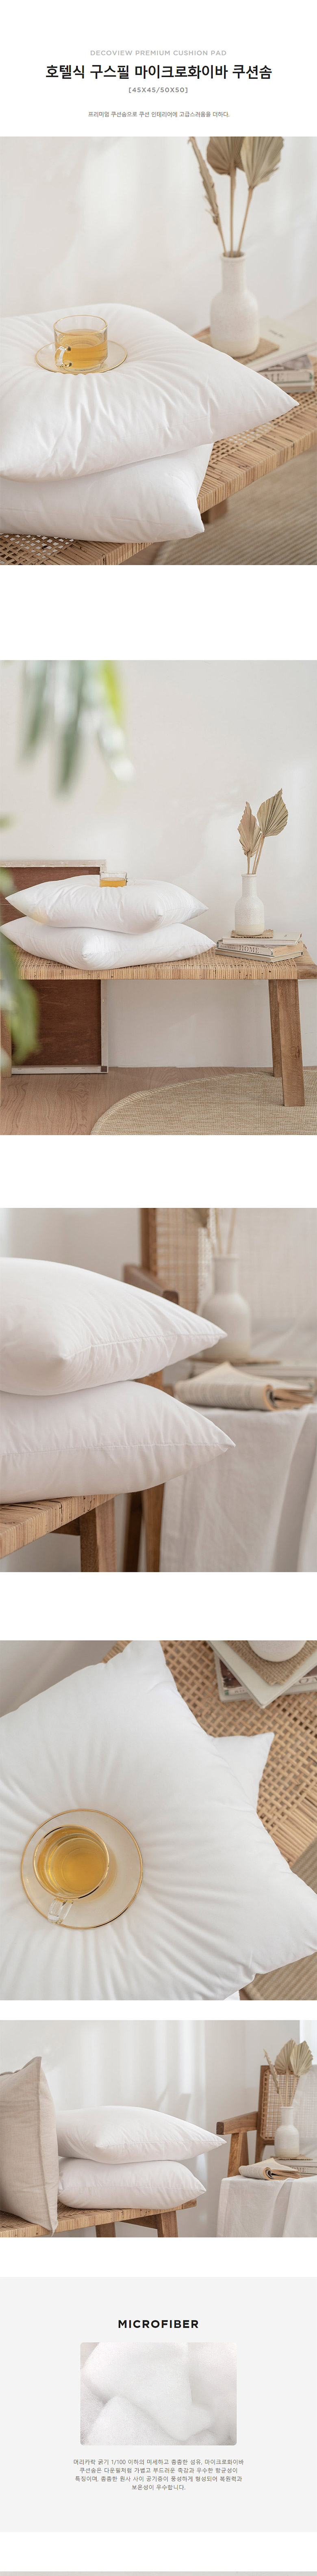 DECOVIEW PREMIUM CUSHION PAD
호텔식 구스필 마이크로화이바 쿠션솜
[45X45/50X50]
프리미엄 쿠션솜으로 쿠션 인테리어에 고급스러움을 더하다.
MICROFIBER
머리카락 굵기 1/100 이하의 미세하고 촘촘한 섬유, 마이크로화이바
쿠션솜은 다운필처럼 가볍고 부드러운 촉감과 우수한 항균성이
특징이며, 촘촘한 원사 사이 공기층이 풍성하게 형성되어 복원력과
보온성이 우수합니다.